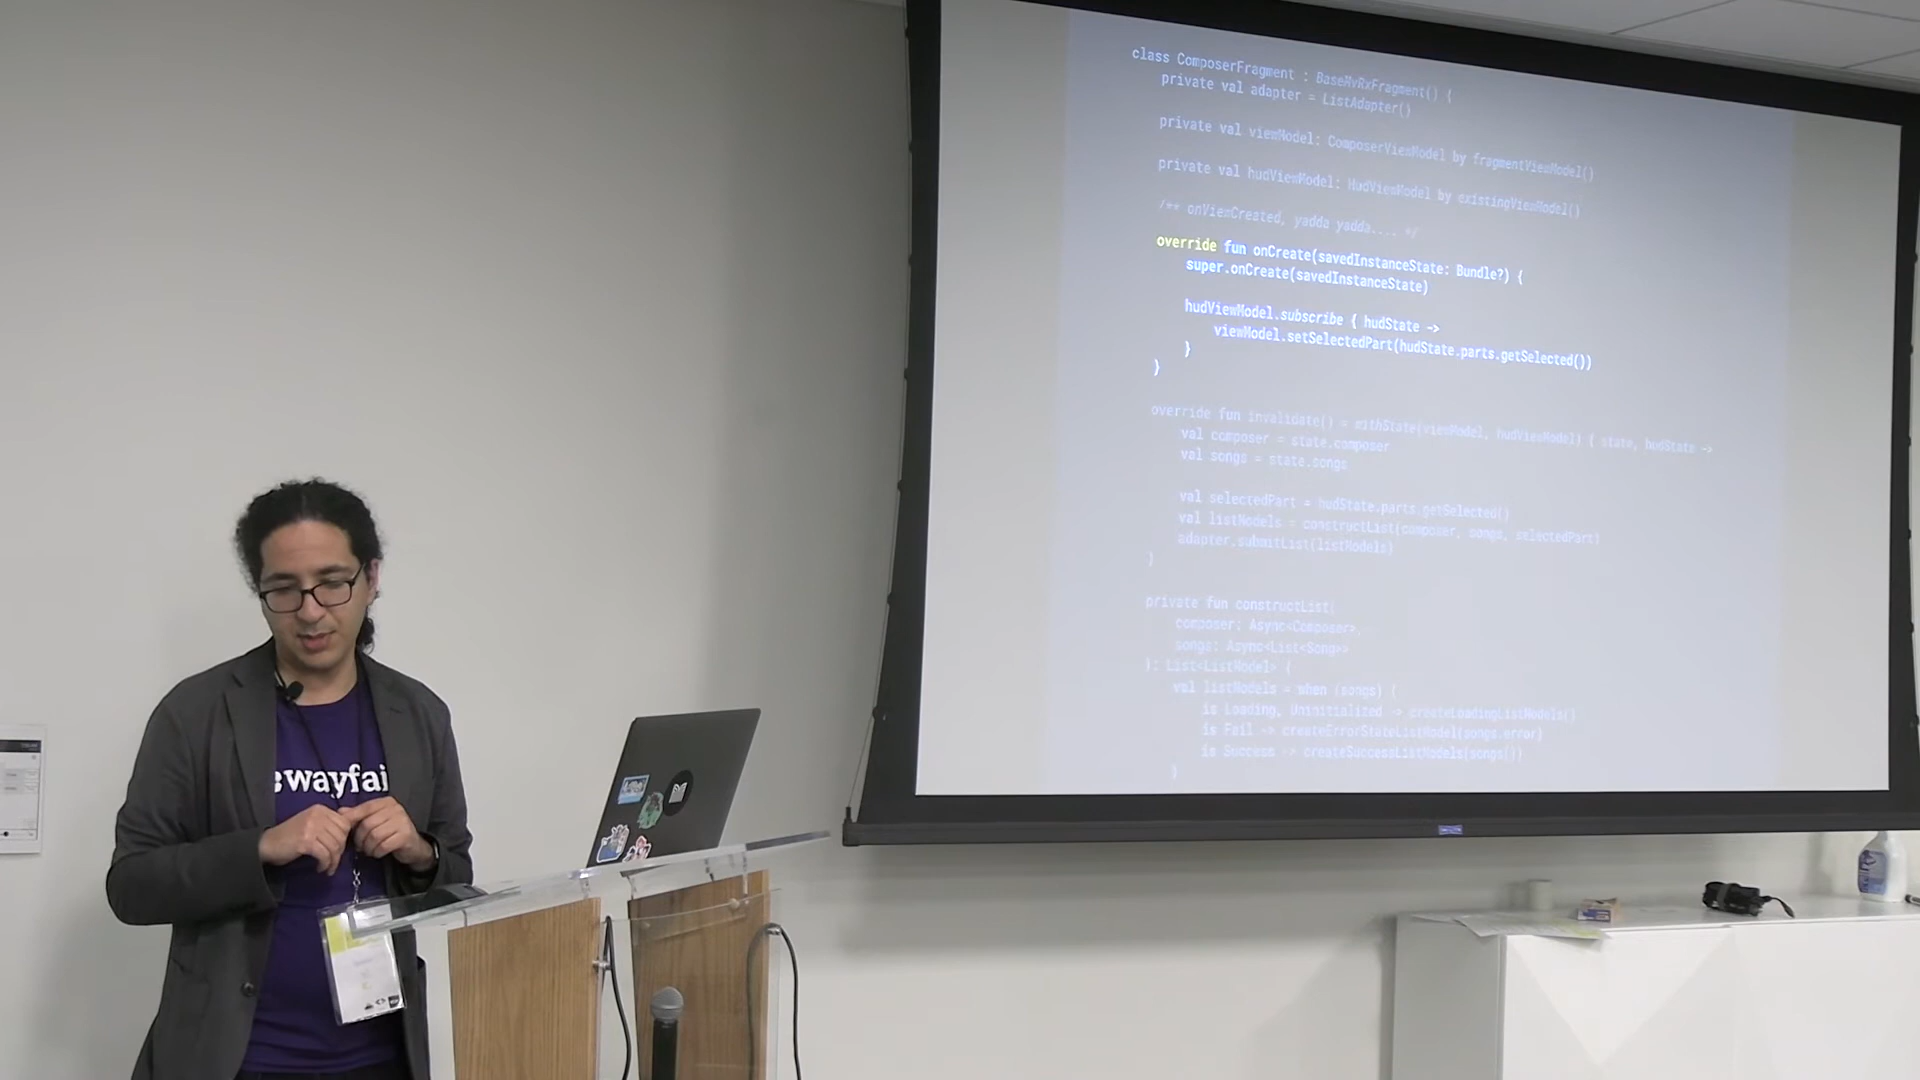 class ComposerFragment : BaseMvRxFragment() {
private val adapter = ListAdapter()
private val viewModel: ComposerViewModel by fragmentViewModel()
private val hudViewModel: HudViewModel by existingViewModel()
/** onViewCreated, yadda yadda.... */
override fun onCreate(savedInstanceState: Bundle?) {
super.onCreate(savedInstanceState)
hudViewModel.subscribe { hudState ->
viewModel.setSelectedPart(hudState.parts.getSelected())
}
}
override fun invalidate() = withState(viewModel, hudViewModel) { state, hudState ->
val composer = state.composer
val songs = state.songs
val selectedPart = hudState.parts.getSelected()
val listModels = constructList(composer, songs, selectedPart)
adapter.submitList(listModels)
}
private fun constructList(
composer: Async<Composer>,
songs: Async<List<Song>>
): List<ListModel> {
val listModels = when (songs) {
is Loading, Uninitialized -> createLoadingListModels()
is Fail -> createErrorStateListModel(songs.error)
is Success -> createSuccessListModels(songs())
}
wayfai